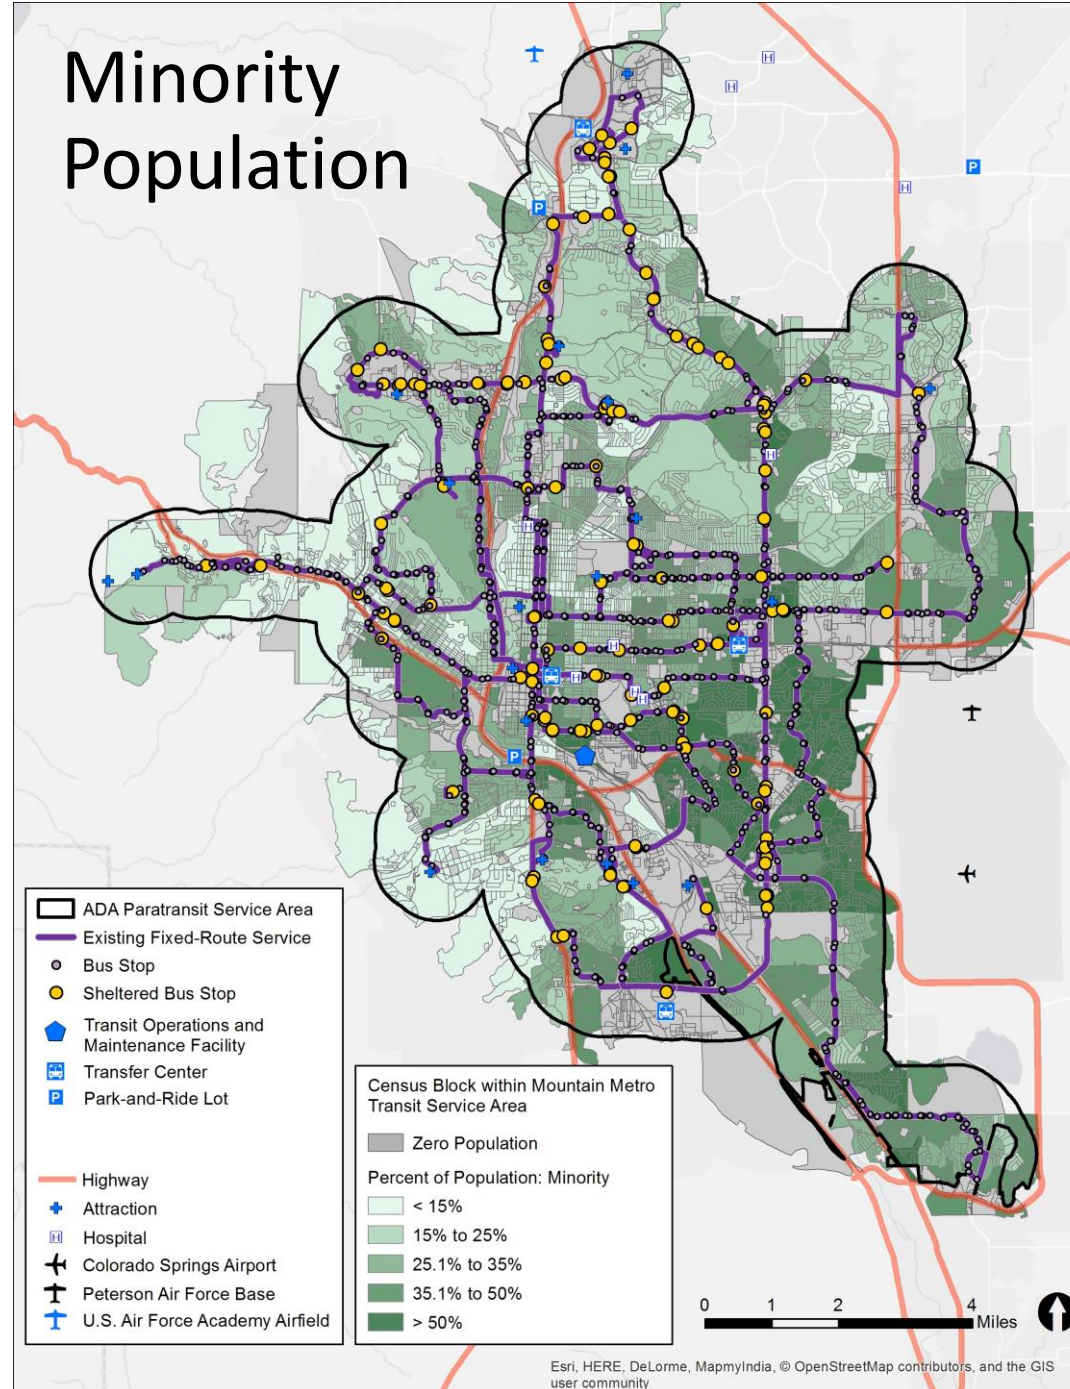 Minority
Population
H
H
P
H
P
H
H
H
H
H
H
P
ADA Paratransit Service Area
Existing Fixed-Route Service
Bus Stop
Sheltered Bus Stop
Transit Operations and
Maintenance Facility
Transfer Center
P Park-and-Ride Lot
Highway
Attraction
H Hospital
Colorado Springs Airport
Peterson Air Force Base
U.S. Air Force Academy Airfield
Census Block within Mountain Metro
Transit Service Area
Zero Population
Percent of Population: Minority
< 15%
15% to 25%
25.1% to 35%
35.1% to 50%
> 50%
0 1 2 4
Miles
Esri, HERE, DeLorme, MapmyIndia, © OpenStreetMap contributors, and the GIS
user community